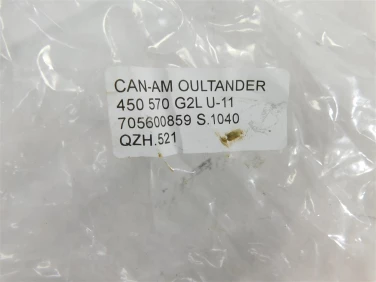 CAN-AM OULTANDER
450 570 G2L U-11
705600859 S.1040
QZH.521